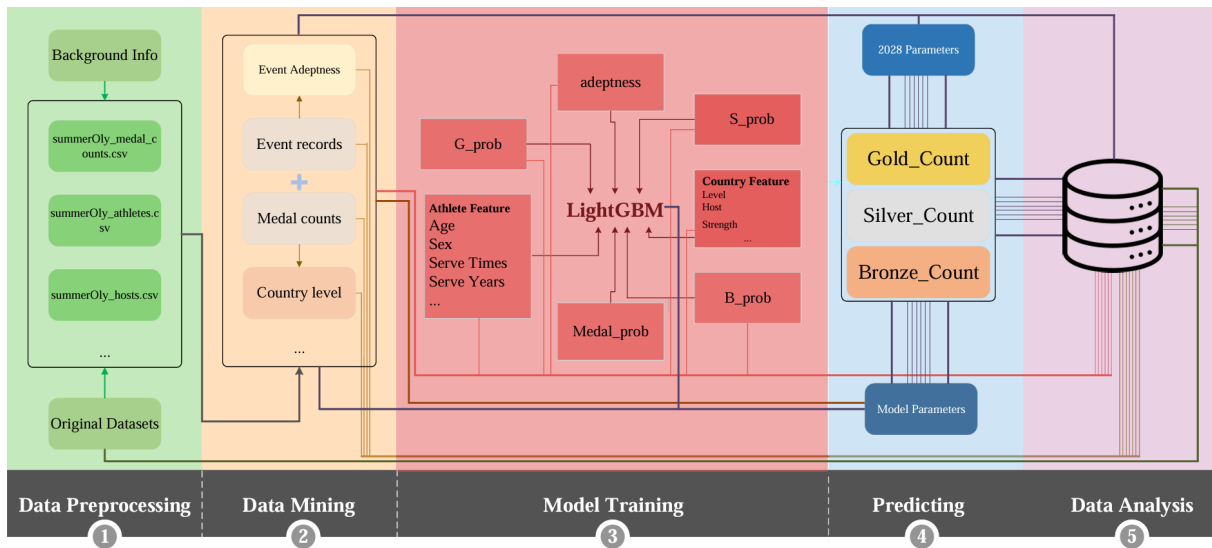 Background Info
summerOly_medal_c
ounts.csv
summerOly_athletes.c
sv
summerOly_hosts.csv
...
Original Datasets
Event Adeptness
Event records
+
Medal counts
Country level
...
adeptness
G_prob
S_prob
Athlete Feature
Age
Sex
Serve Times
Serve Years
...
LightGBM
Country Feature
Level
Host
Strength
...
Medal_prob
B_prob
2028 Parameters
Gold_Count
Silver_Count
Bronze_Count
Model Parameters
Data Preprocessing
1
Data Mining
2
Model Training
3
Predicting
4
Data Analysis
5